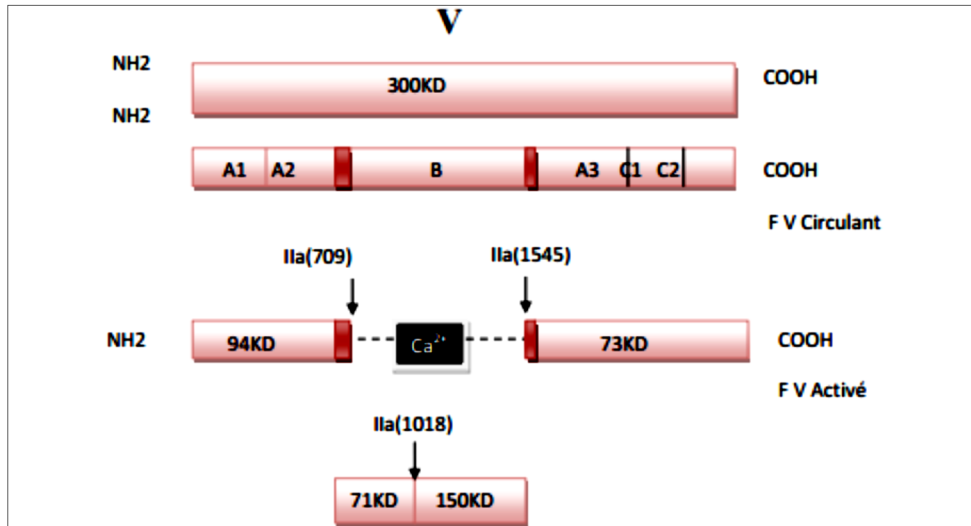 V
NH2
300KD
COOH
NH2
A1 A2 B A3 C1 C2
COOH
F V Circulant
IIa(709) IIa(1545)
NH2 94KD Ca²⁺ 73KD COOH
F V Activé
IIa(1018)
71KD 150KD